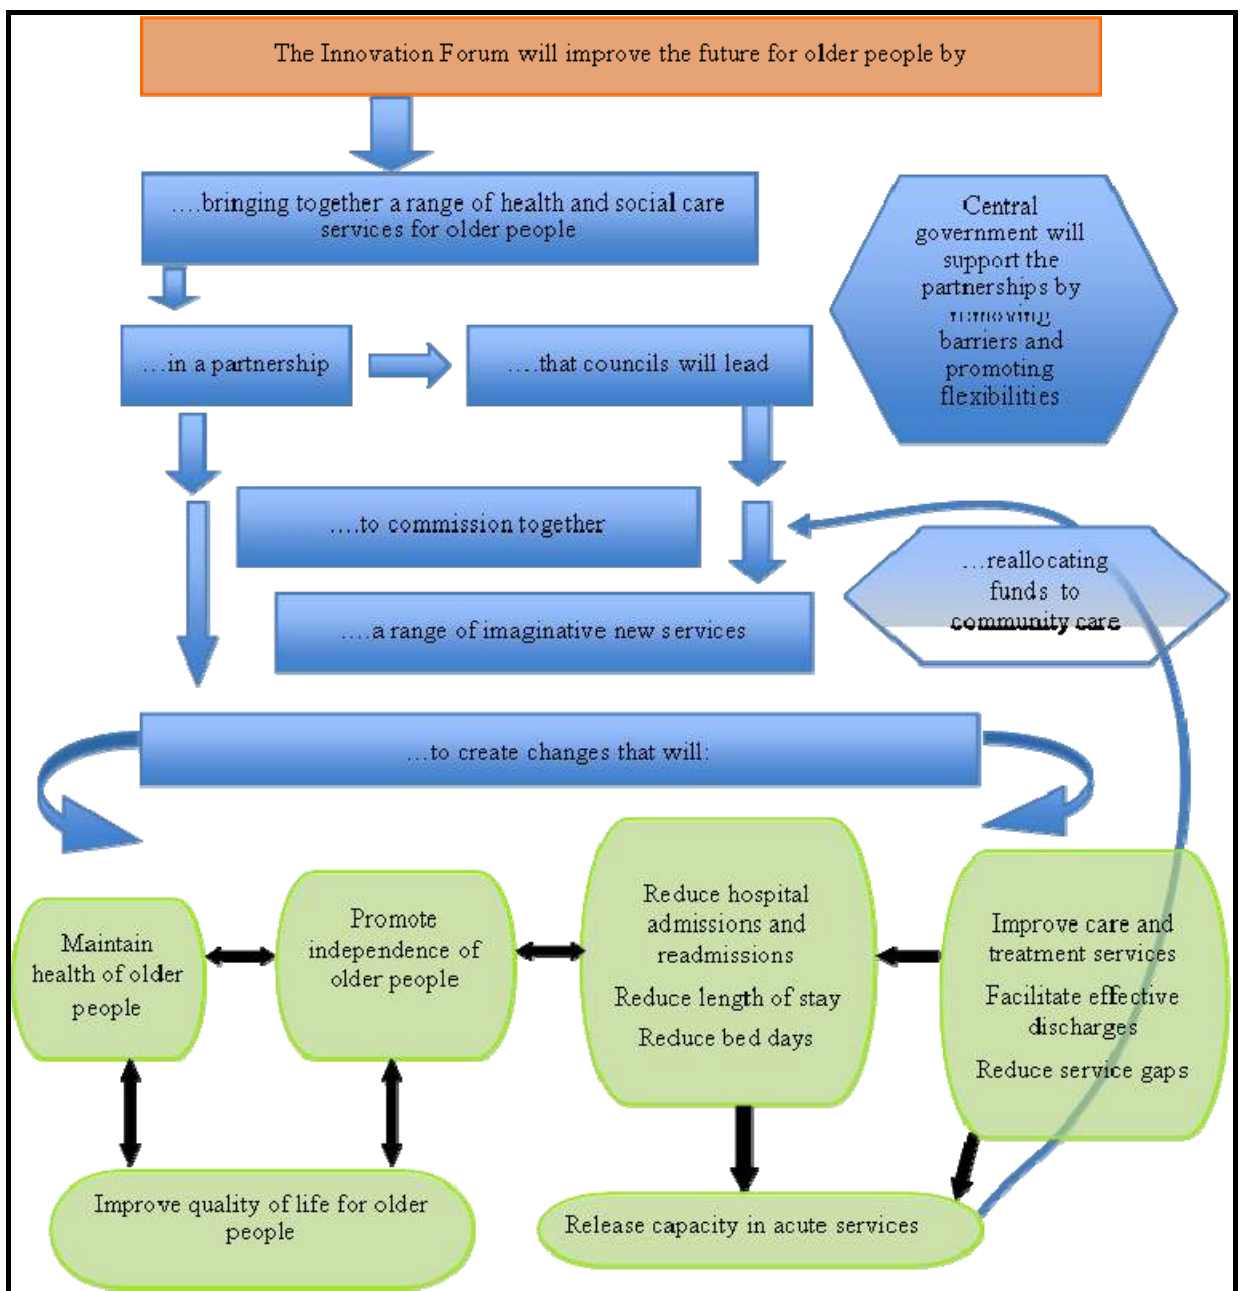 The Innovation Forum will improve the future for older people by
....bringing together a range of health and social care
services for older people
Central
government will
support the
partnerships by
removing
barriers and
promoting
flexibilities
...in a partnership
....that councils will lead
....to commission together
...reallocating
funds to
community care
....a range of imaginative new services
...to create changes that will:
Maintain
health of older
people
Promote
independence of
older people
Reduce hospital
admissions and
readmissions
Reduce length of stay
Reduce bed days
Improve care and
treatment services
Facilitate effective
discharges
Reduce service gaps
Improve quality of life for older
people
Release capacity in acute services